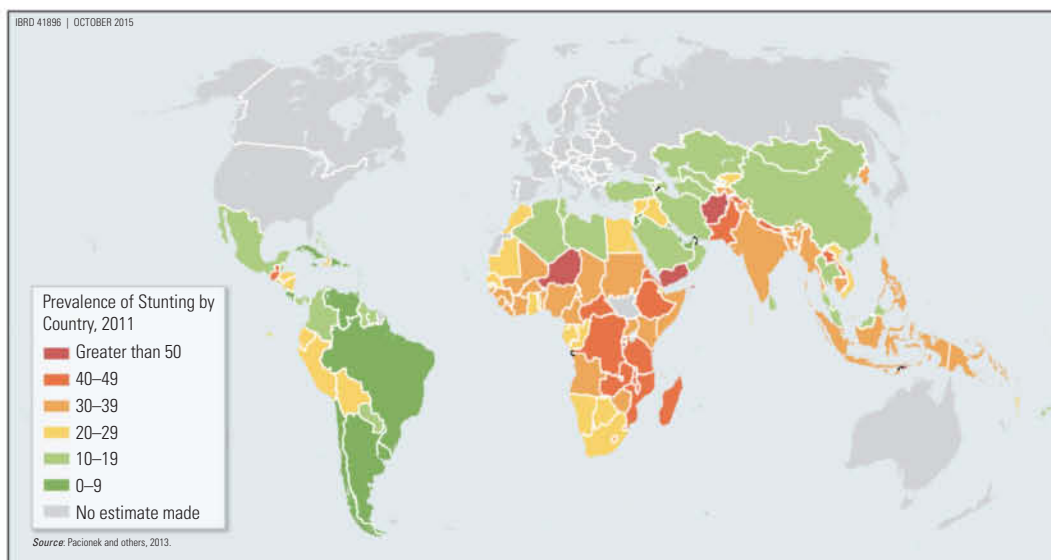 IBRD 41896 | OCTOBER 2015
Prevalence of Stunting by
Country, 2011
Greater than 50
40–49
30–39
20–29
10–19
0–9
No estimate made
Source: Pacionek and others, 2013.